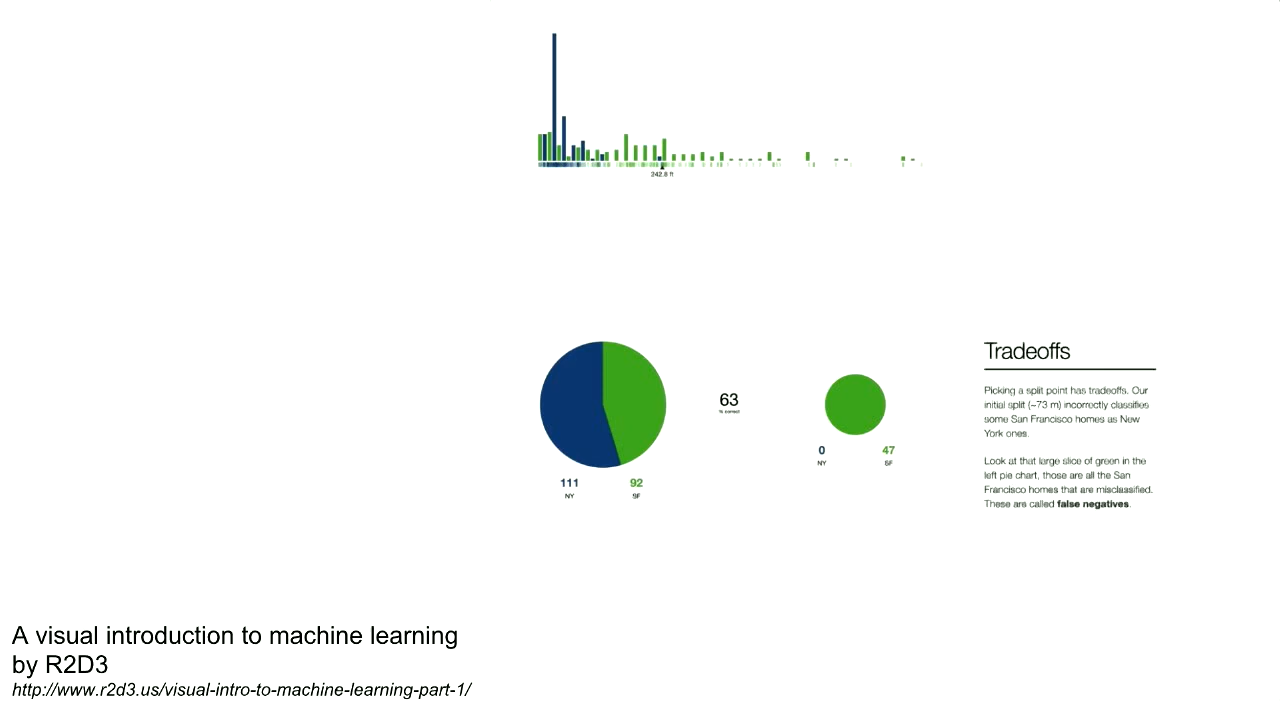 242.8 ft
Tradeoffs
Picking a split point has tradeoffs. Our
initial split (~73 m) incorrectly classifies
some San Francisco homes as New
York ones.
Look at that large slice of green in the
left pie chart, those are all the San
Francisco homes that are misclassified.
These are called false negatives.
63
% correct
0
NY
47
SF
111
NY
92
SF
A visual introduction to machine learning
by R2D3
http://www.r2d3.us/visual-intro-to-machine-learning-part-1/